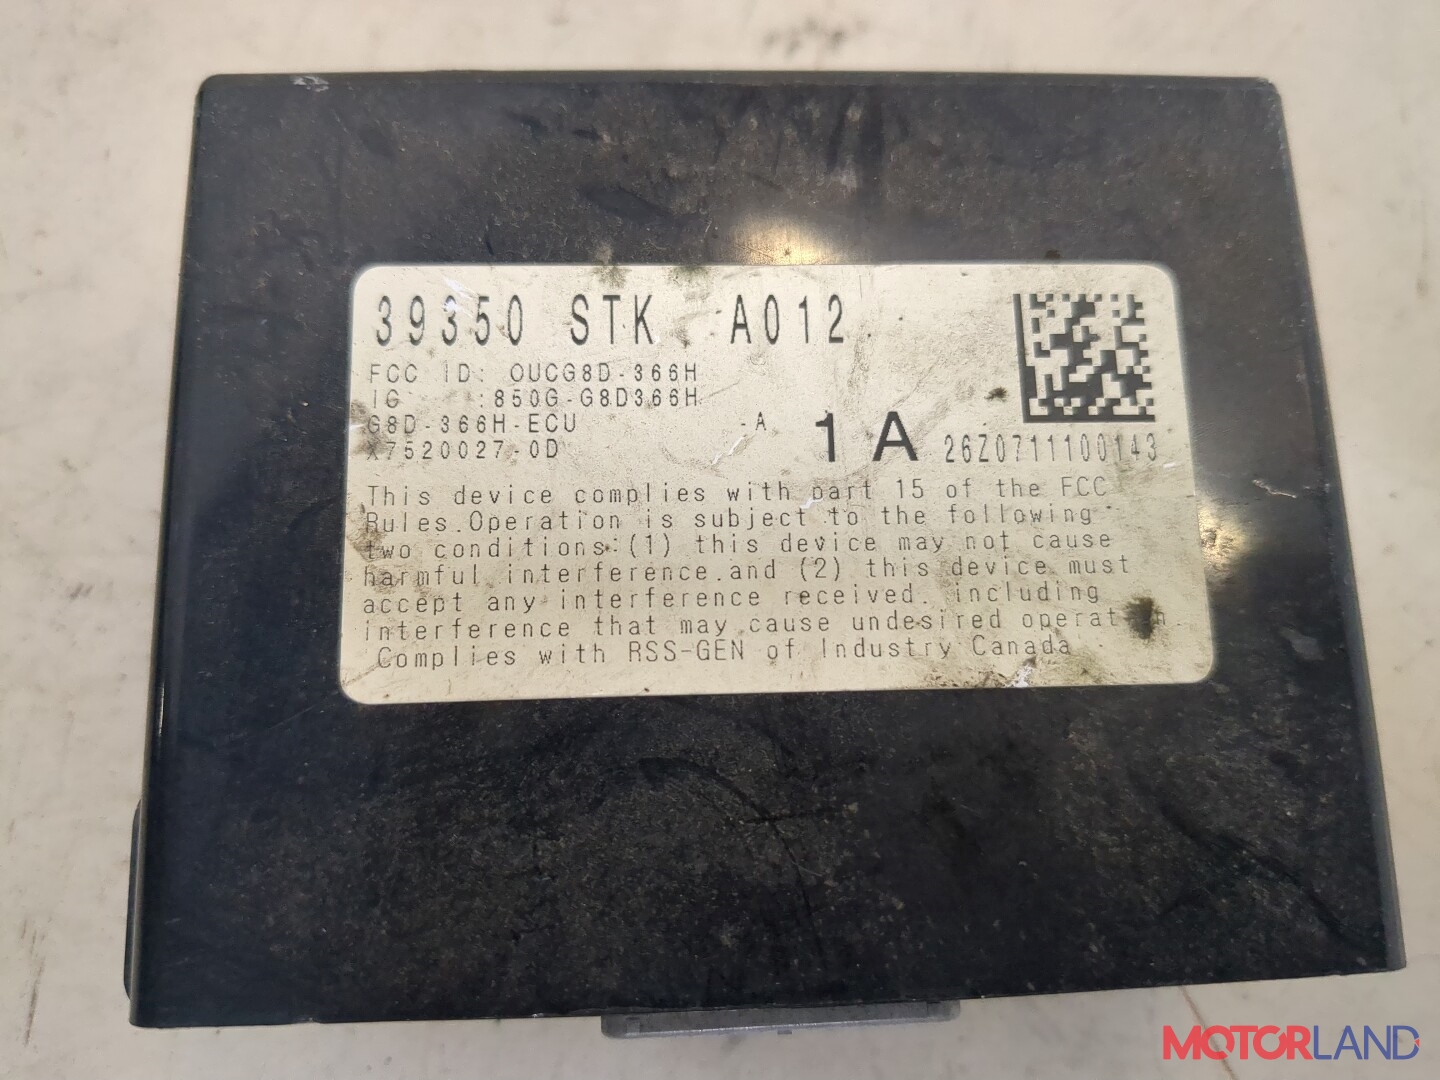 39350 STK A012
FCC ID: OUCG8D-366H
IC :850G-G8D366H
G8D-366H-ECU -A
X7520027-0D
1A 26Z0711100143
This device complies with part 15 of the FCC
Rules.Operation is subject to the following
two conditions:(1) this device may not cause
harmful interference.and (2) this device must
accept any interference received. including
interference that may cause undesired operation.
Complies with RSS-GEN of Industry Canada
MOTORLAND